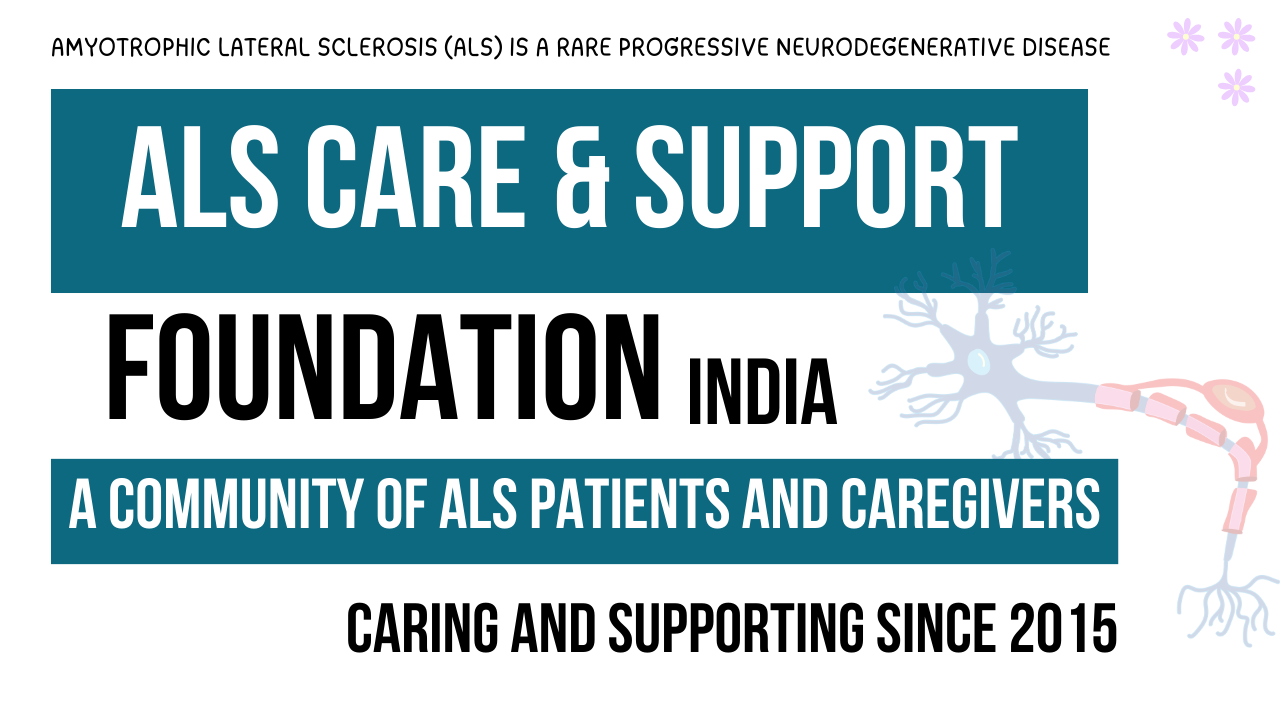 AMYOTROPHIC LATERAL SCLEROSIS (ALS) IS A RARE PROGRESSIVE NEURODEGENERATIVE DISEASE
ALS CARE & SUPPORT
FOUNDATION INDIA
A COMMUNITY OF ALS PATIENTS AND CAREGIVERS
CARING AND SUPPORTING SINCE 2015